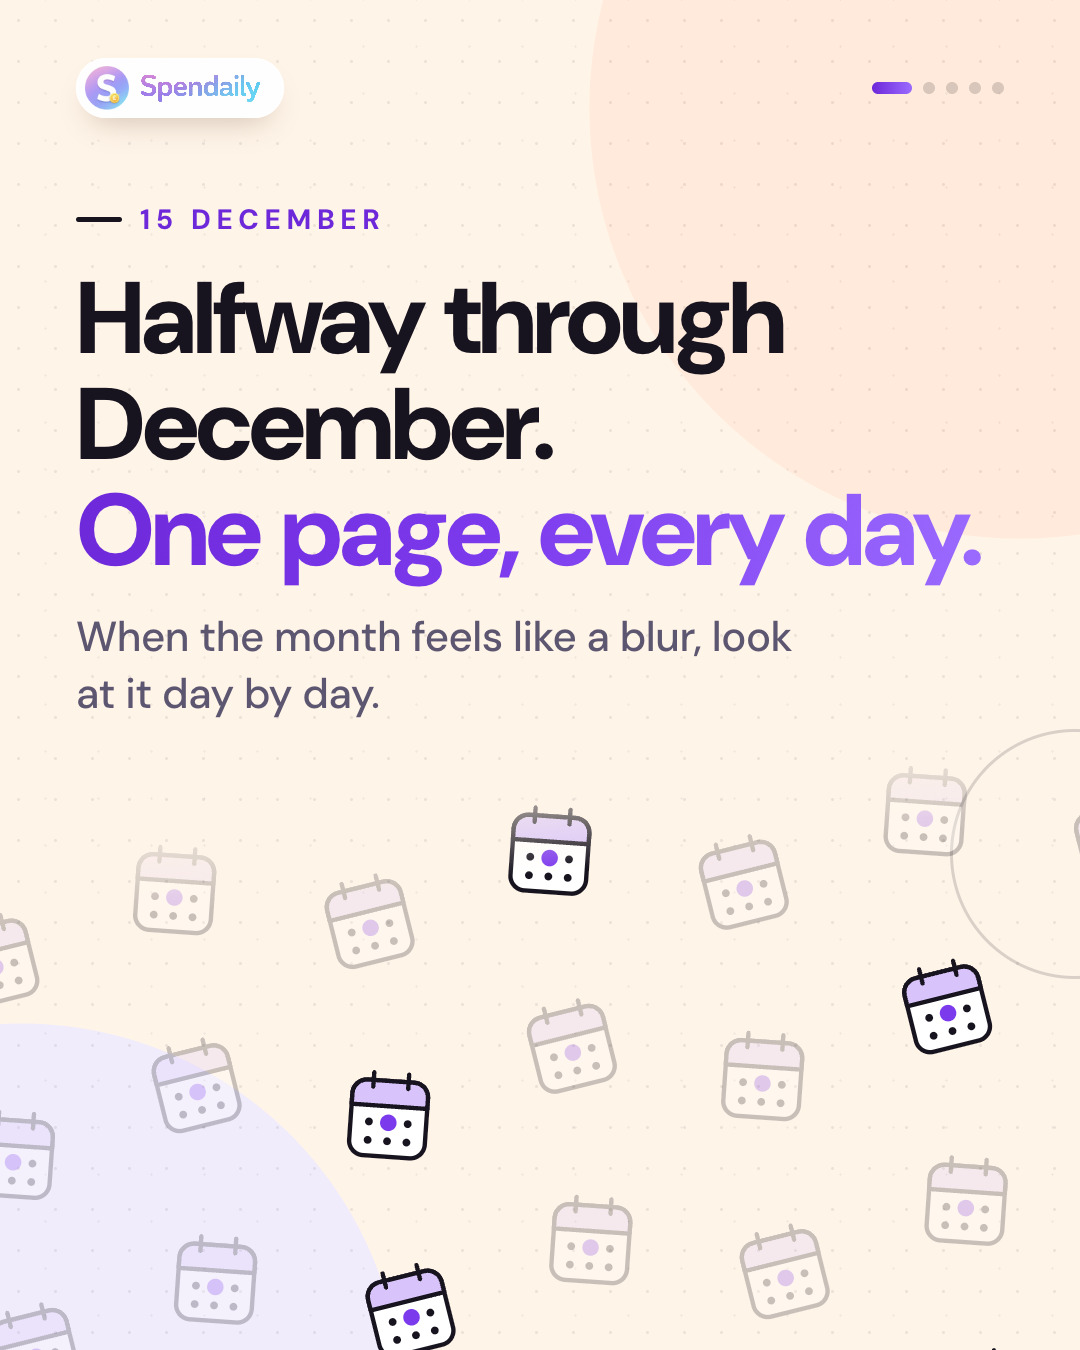 Spendaily
15 DECEMBER
Halfway through
December.
One page, every day.
When the month feels like a blur, look
at it day by day.